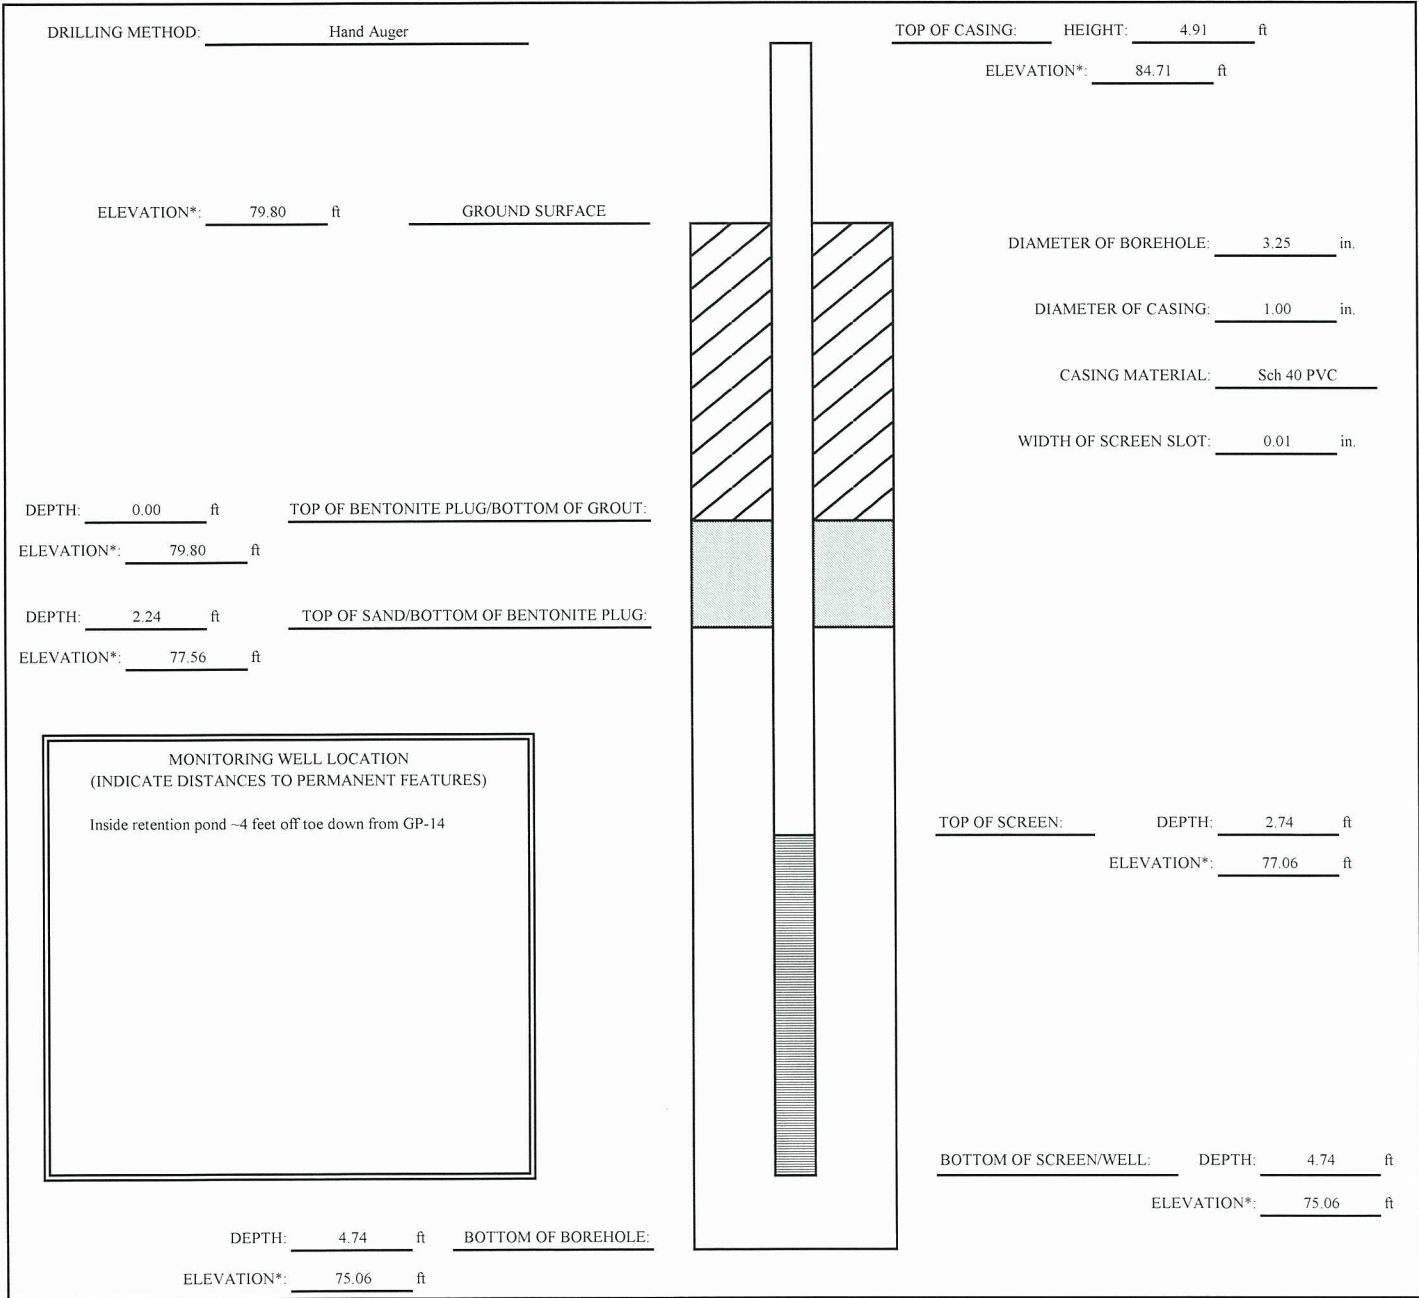 DRILLING METHOD: Hand Auger
TOP OF CASING: HEIGHT: 4.91 ft
ELEVATION*: 84.71 ft
ELEVATION*: 79.80 ft GROUND SURFACE
DIAMETER OF BOREHOLE: 3.25 in.
DIAMETER OF CASING: 1.00 in.
CASING MATERIAL: Sch 40 PVC
WIDTH OF SCREEN SLOT: 0.01 in.
DEPTH: 0.00 ft TOP OF BENTONITE PLUG/BOTTOM OF GROUT:
ELEVATION*: 79.80 ft
DEPTH: 2.24 ft TOP OF SAND/BOTTOM OF BENTONITE PLUG:
ELEVATION*: 77.56 ft
MONITORING WELL LOCATION
(INDICATE DISTANCES TO PERMANENT FEATURES)
Inside retention pond ~4 feet off toe down from GP-14
TOP OF SCREEN: DEPTH: 2.74 ft
ELEVATION*: 77.06 ft
BOTTOM OF SCREEN/WELL: DEPTH: 4.74 ft
ELEVATION*: 75.06 ft
DEPTH: 4.74 ft BOTTOM OF BOREHOLE:
ELEVATION*: 75.06 ft